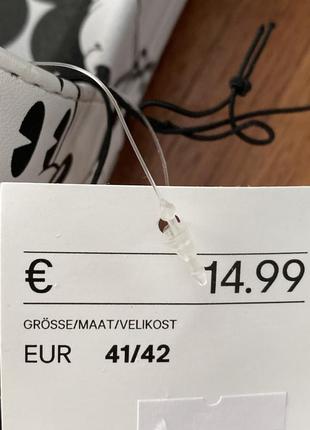 € 14.99
GRÖSSE/MAAT/VELIKOST
EUR 41/42